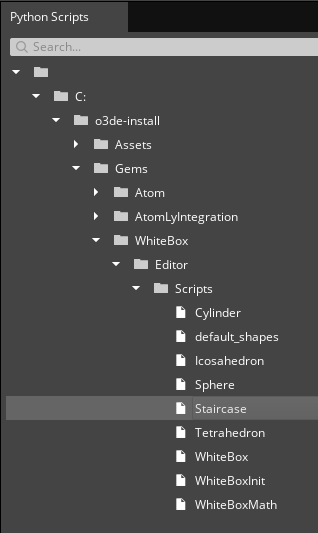 Python Scripts
Search...
C:
o3de-install
Assets
Gems
Atom
AtomLyIntegration
WhiteBox
Editor
Scripts
Cylinder
default_shapes
Icosahedron
Sphere
Staircase
Tetrahedron
WhiteBox
WhiteBoxInit
WhiteBoxMath